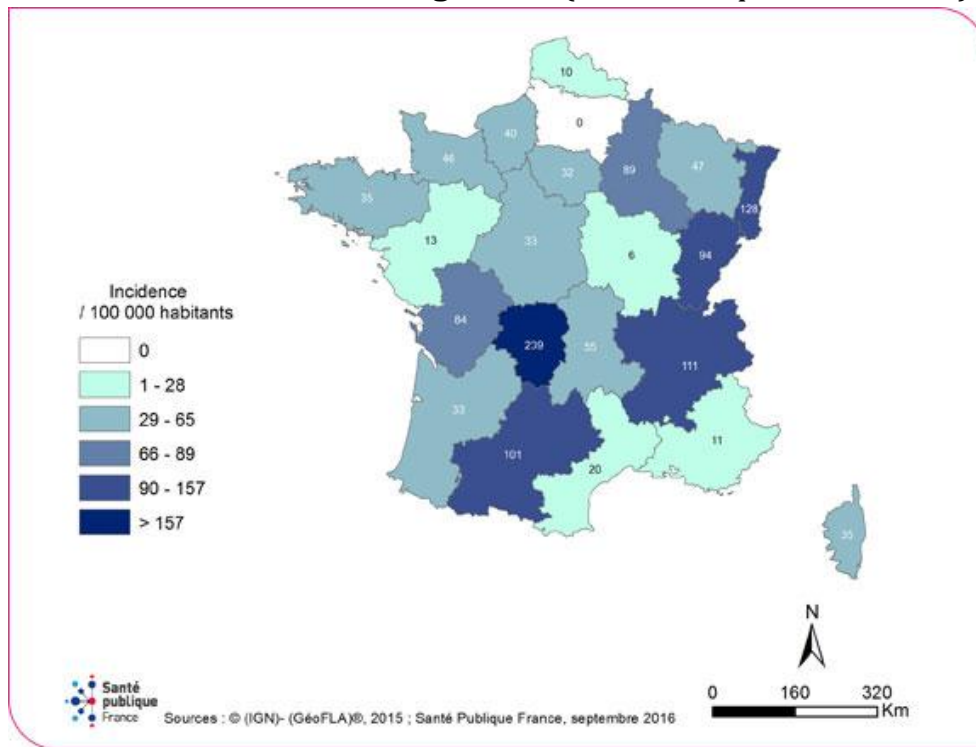 10
0
40
46
32
89
47
128
35
13
33
6
94
239
55
111
33
101
20
11
35
Incidence
/ 100 000 habitants
0
1 - 28
29 - 65
66 - 89
90 - 157
> 157
N
0 160 320
Km
Santé
publique
France
Sources : © (IGN)- (GéoFLA)®, 2015 ; Santé Publique France, septembre 2016